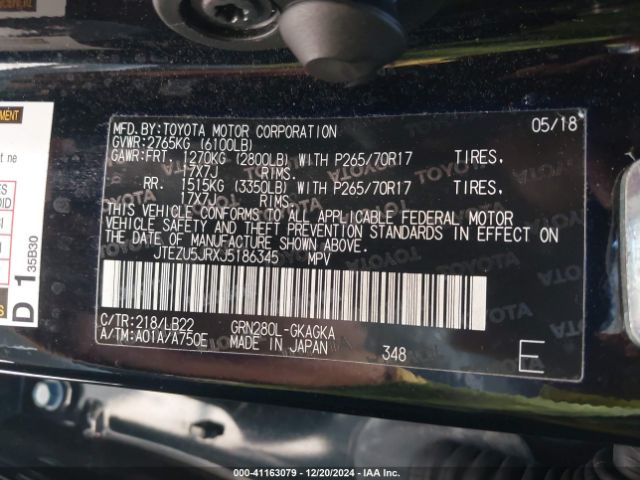 MFD. BY: TOYOTA MOTOR CORPORATION 05/18
GVWR: 2765KG (6100LB)
GAWR: FRT. 1270KG (2800LB) WITH P265/70R17 TIRES.
17X7J RIMS.
RR. 1515KG (3350LB) WITH P265/70R17 TIRES.
17X7J RIMS.
THIS VEHICLE CONFORMS TO ALL APPLICABLE FEDERAL MOTOR
VEHICLE SAFETY AND THEFT PREVENTION STANDARDS IN EFFECT ON
THE DATE OF MANUFACTURE SHOWN ABOVE.
JTEZU5JRXJ5186345 MPV
C/TR: 218/LB22 GRN280L-GKAGKA
A/TM: A01A/A750E MADE IN JAPAN 348 E
D 1 35B30
000-41163079 - 12/20/2024 - IAA Inc.